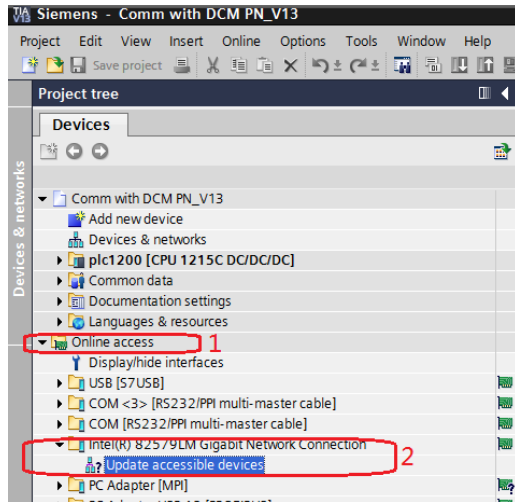 Siemens - Comm with DCM PN_V13
Project Edit View Insert Online Options Tools Window Help
Save project
Project tree
Devices
Devices & networks
Comm with DCM PN_V13
Add new device
Devices & networks
plc1200 [CPU 1215C DC/DC/DC]
Common data
Documentation settings
Languages & resources
Online access 1
Display/hide interfaces
USB [S7USB]
COM <3> [RS232/PPI multi-master cable]
COM [RS232/PPI multi-master cable]
Intel(R) 82579LM Gigabit Network Connection
Update accessible devices 2
PC Adapter [MPI]